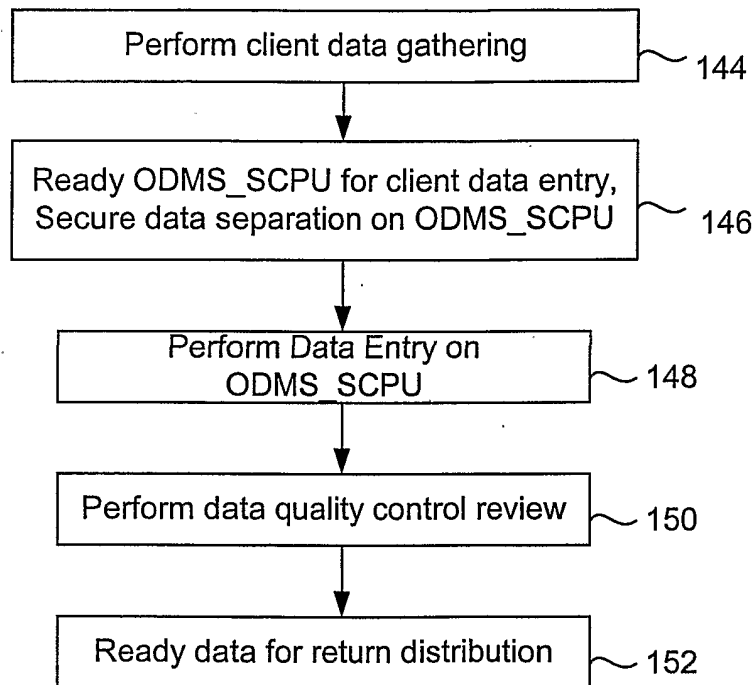 Perform client data gathering
144
Ready ODMS_SCPU for client data entry,
Secure data separation on ODMS_SCPU
146
Perform Data Entry on
ODMS_SCPU
148
Perform data quality control review
150
Ready data for return distribution
152